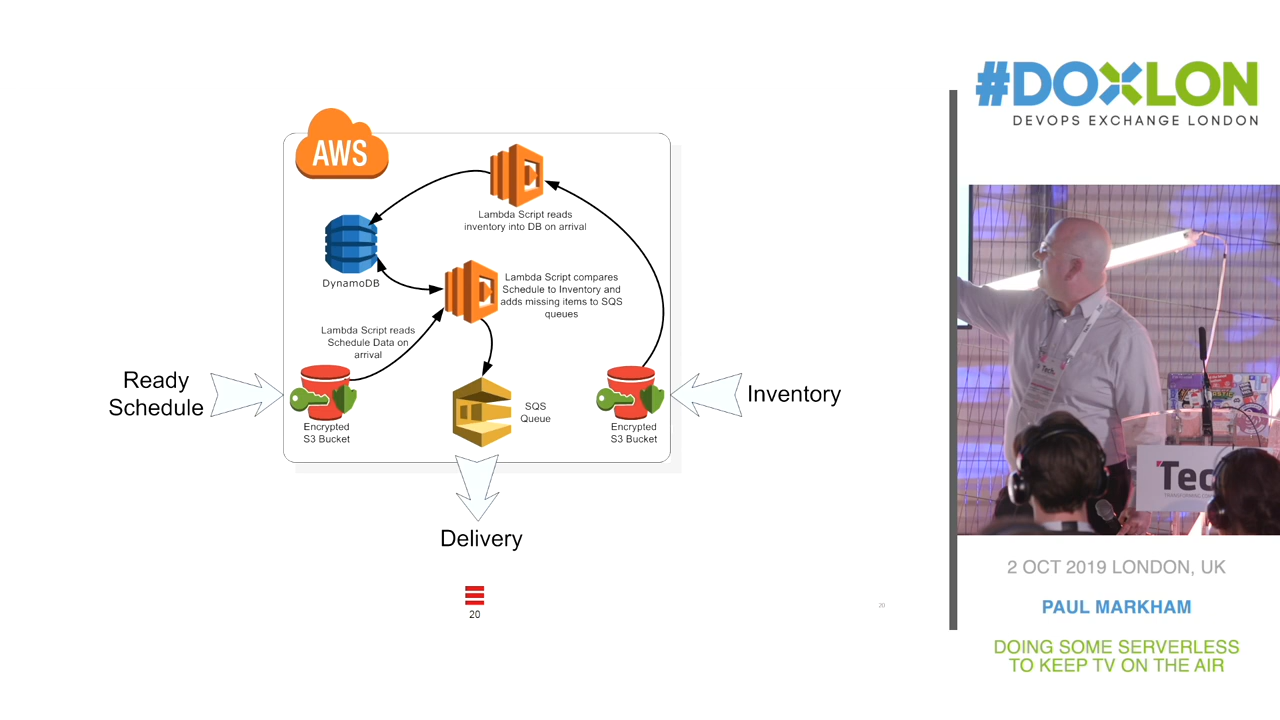 AWS
Lambda Script reads
inventory into DB on arrival
DynamoDB
Lambda Script compares
Schedule to Inventory and
adds missing items to SQS
queues
Lambda Script reads
Schedule Data on
arrival
Ready
Schedule
Encrypted
S3 Bucket
SQS
Queue
Encrypted
S3 Bucket
Inventory
Delivery
20
20
#DOXLON
DEVOPS EXCHANGE LONDON
Tec
2 OCT 2019 LONDON, UK
PAUL MARKHAM
DOING SOME SERVERLESS
TO KEEP TV ON THE AIR